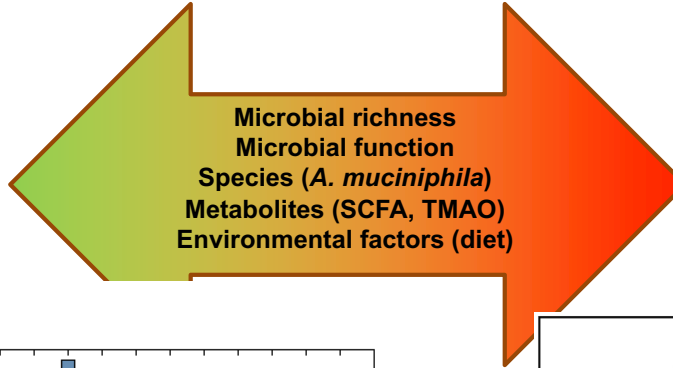 Microbial richness
Microbial function
Species (A. muciniphila)
Metabolites (SCFA, TMAO)
Environmental factors (diet)